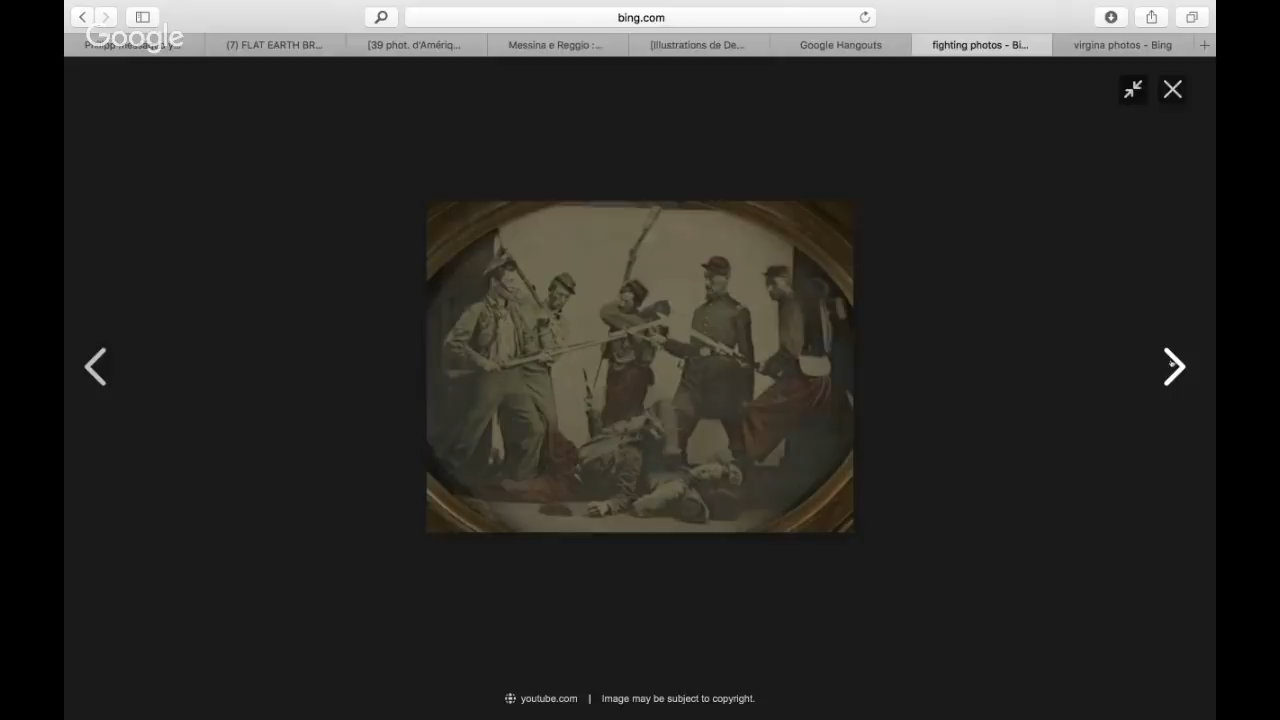 bing.com
Google
(7) FLAT EARTH BR...
[39 phot. d'Amériq...
Messina e Reggio :...
[Illustrations de De...
Google Hangouts
fighting photos - Bi...
virgina photos - Bing
youtube.com | Image may be subject to copyright.